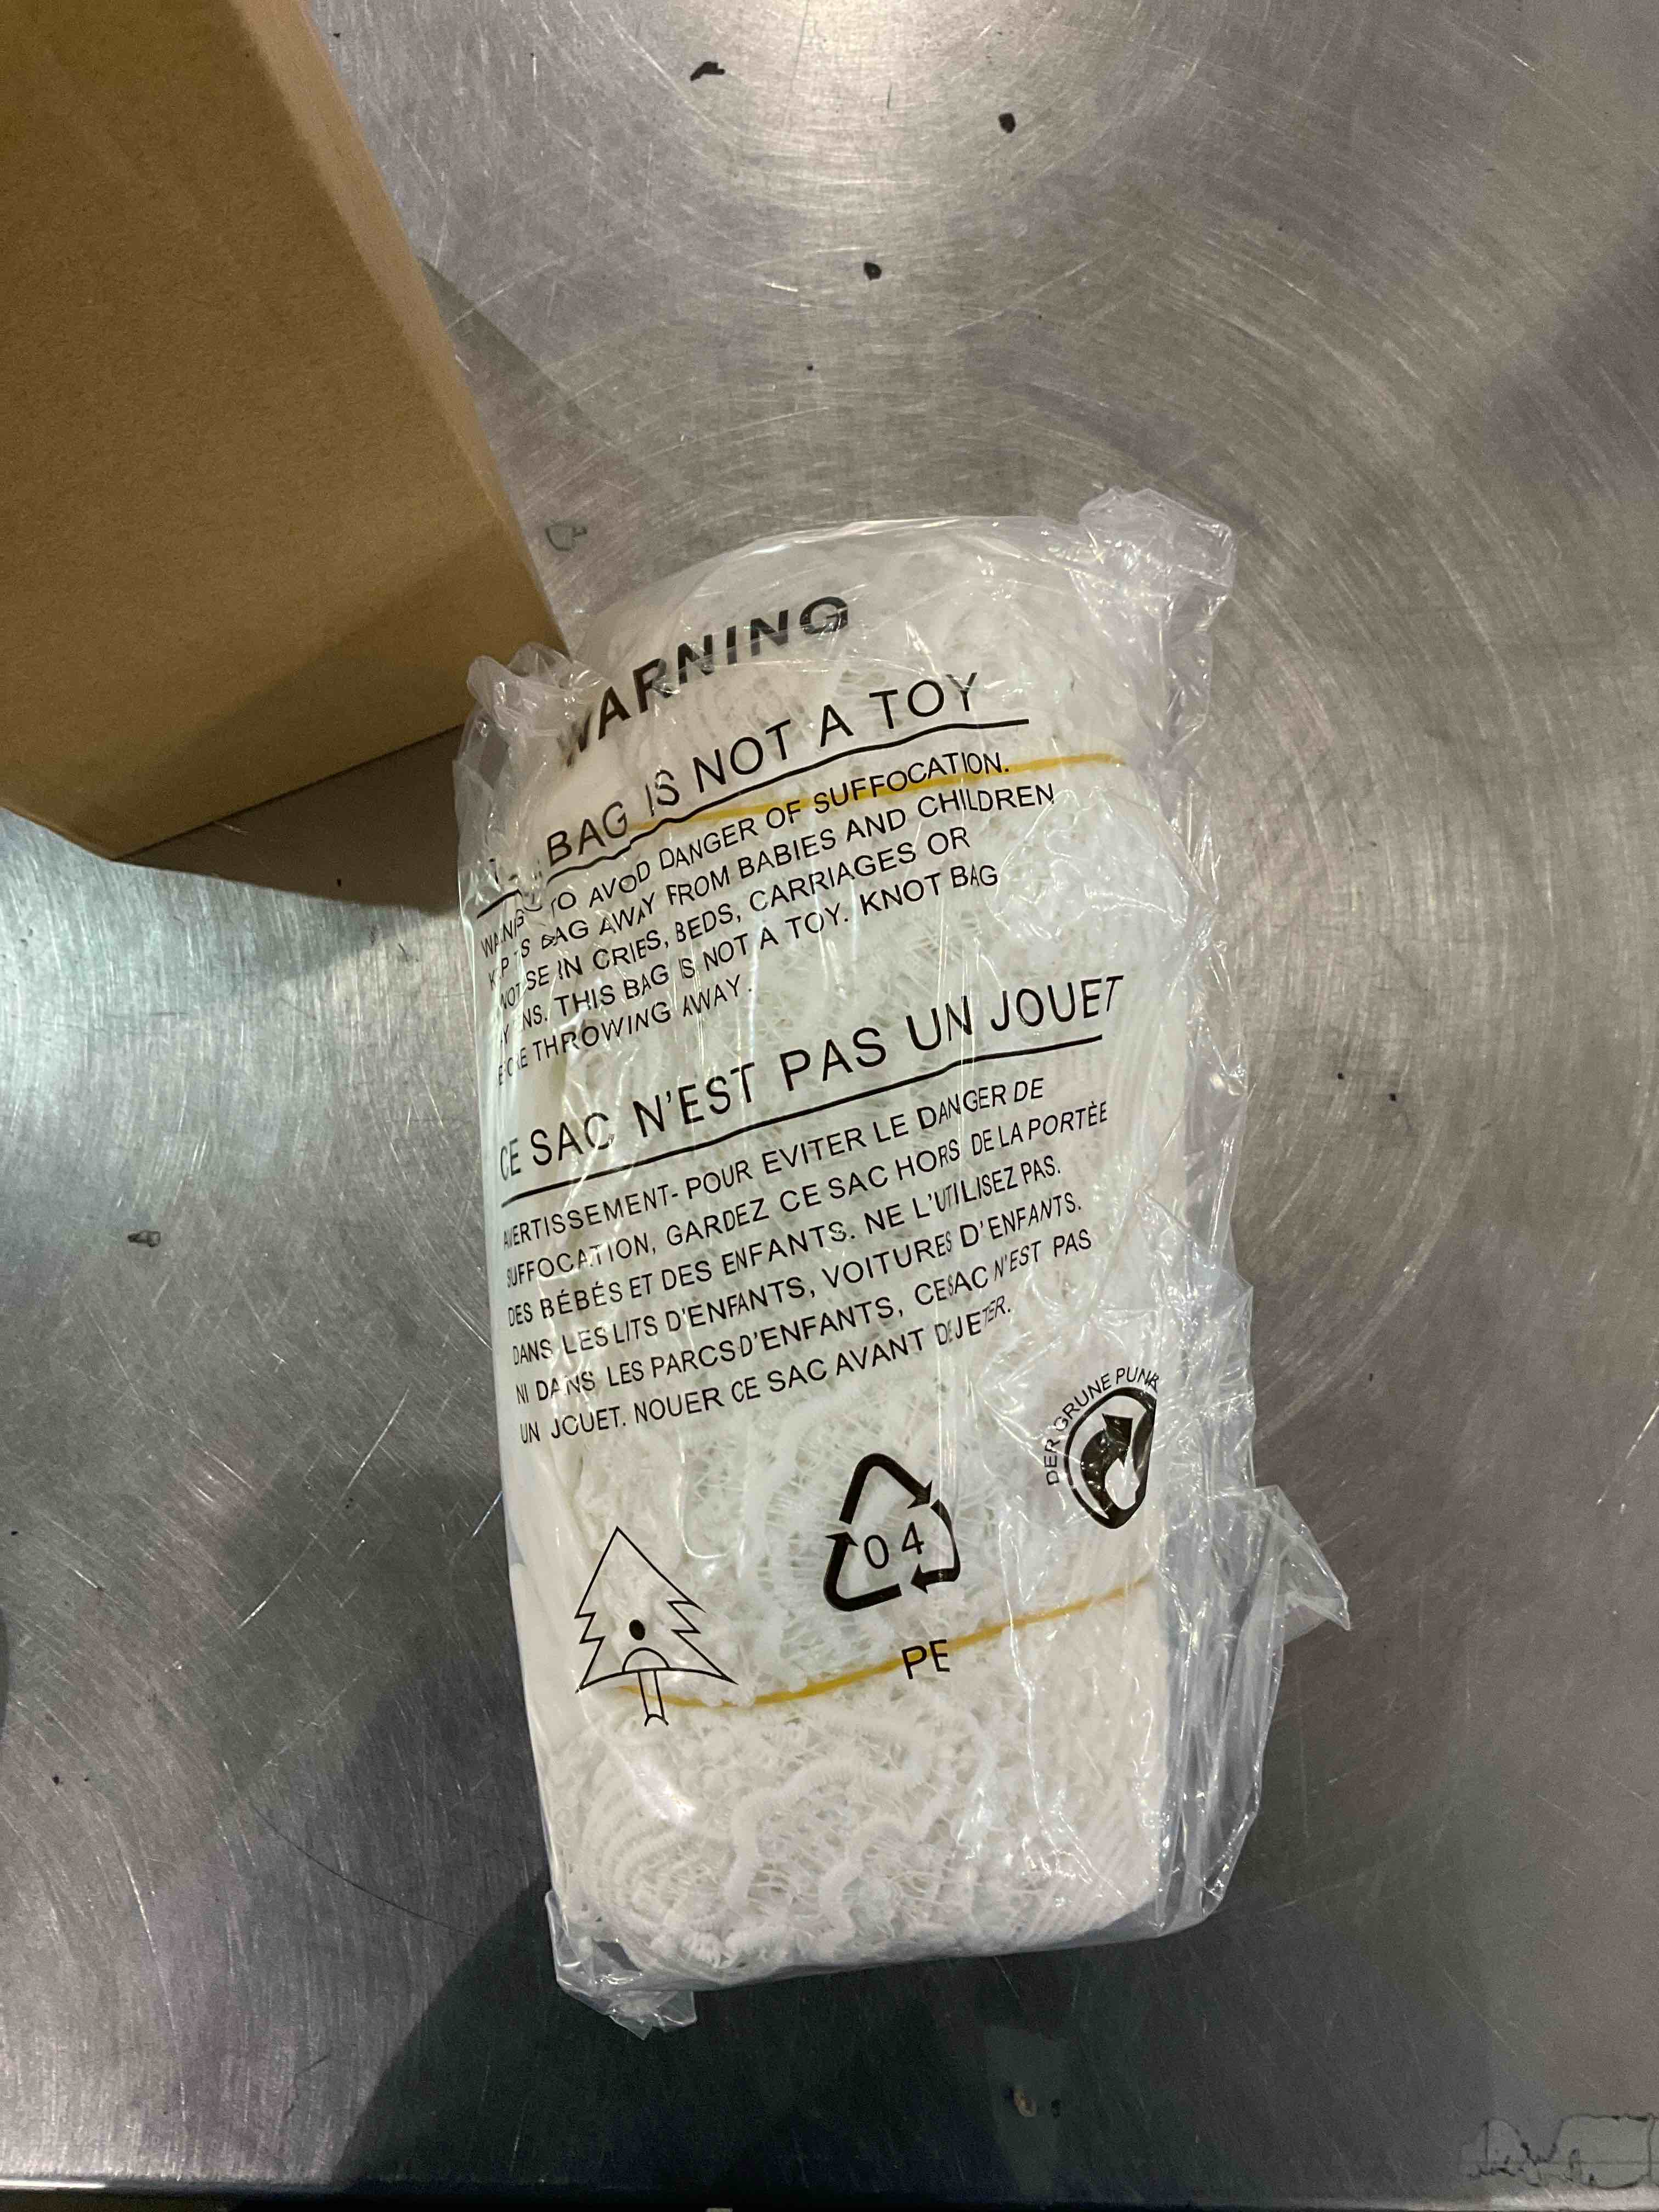 WARNING
BAG IS NOT A TOY
TO AVOID DANGER OF SUFFOCATION.
BAG AWAY FROM BABIES AND CHILDREN
IN CRIES, BEDS, CARRIAGES OR
THIS BAG IS NOT A TOY. KNOT BAG
THROWING AWAY.
CE SAC N'EST PAS UN JOUET
AVERTISSEMENT- POUR EVITER LE DANGER DE
SUFFOCATION, GARDEZ CE SAC HORS DE LA PORTÉE
DES BÉBÉS ET DES ENFANTS. NE L'UTILISEZ PAS.
DANS LES LITS D'ENFANTS, VOITURES D'ENFANTS.
NI DANS LES PARCS D'ENFANTS, CE SAC N'EST PAS
UN JOUET. NOUER CE SAC AVANT DE JETER.
DER GRUNE PUNK
04
PE